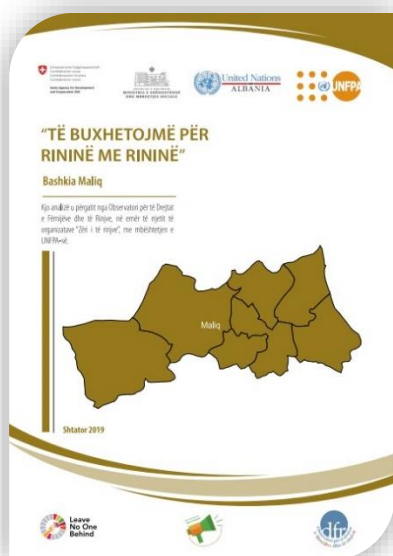 United Nations
ALBANIA
UNFPA
“TË BUXHETOJMË PËR
RININË ME RININË”
Bashkia Maliq
Kjo analizë u përgatit nga Observatori për të Drejtat
e Fëmijëve dhe të Rinjve, në emër të rrjetit të
organizatave “Zëri i të rinjve”, me mbështetjen e
UNFPA-së.
Maliq
Shtator 2019
Leave
No One
Behind
dfr